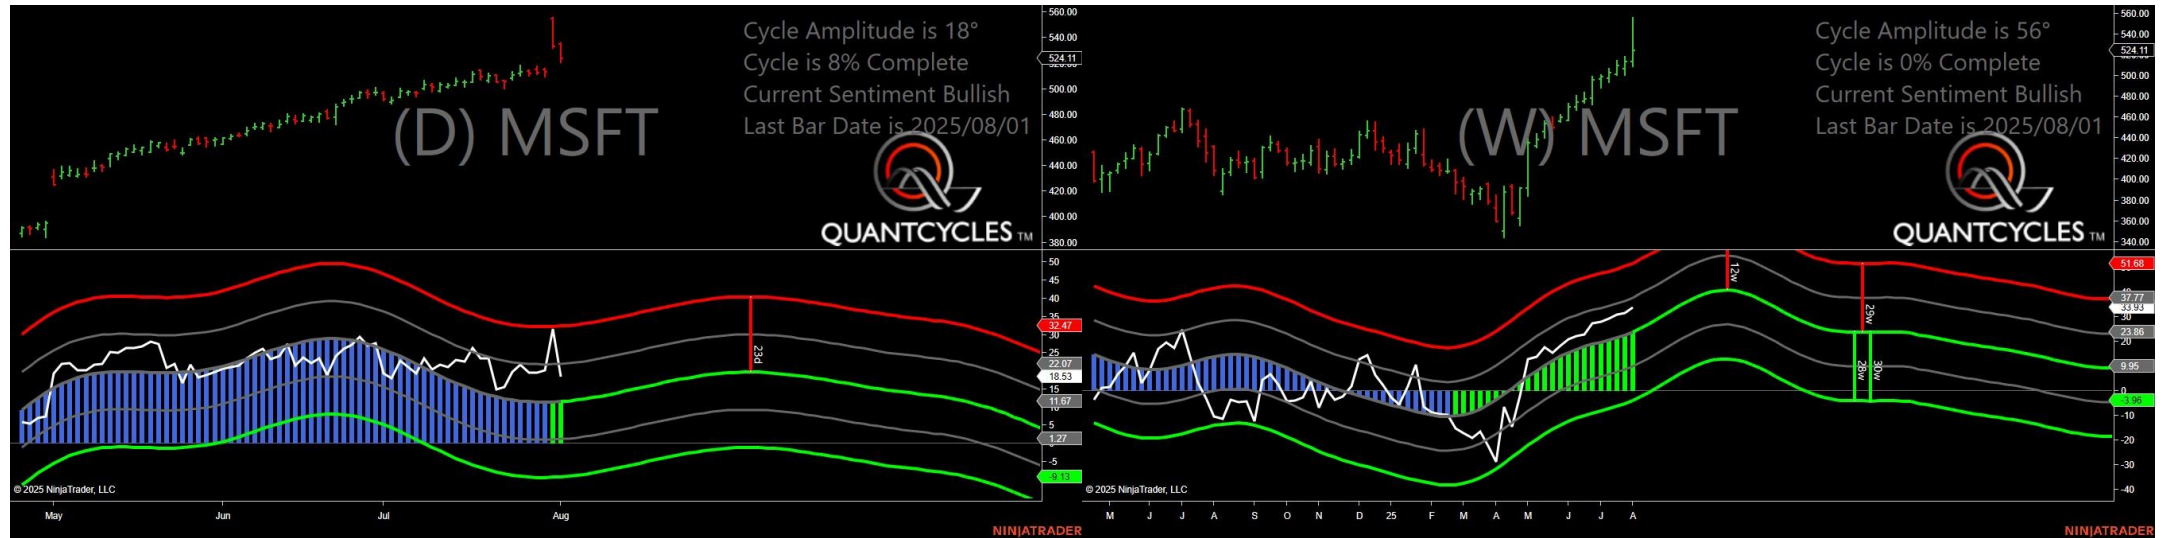 Cycle Amplitude is 18°
Cycle is 8% Complete
Current Sentiment Bullish
Last Bar Date is 2025/08/01
(D) MSFT
QUANTCYCLES TM
560.00
540.00
524.11
500.00
480.00
460.00
440.00
420.00
400.00
380.00
50
45
40
35
32.47
30
25
22.07
18.53
15
11.67
10
5
1.27
-5
-9.13
23d
© 2025 NinjaTrader, LLC
May
Jun
Jul
Aug
NINJATRADER
Cycle Amplitude is 56°
Cycle is 0% Complete
Current Sentiment Bullish
Last Bar Date is 2025/08/01
(W) MSFT
QUANTCYCLES TM
560.00
540.00
524.11
500.00
480.00
460.00
440.00
420.00
400.00
380.00
360.00
340.00
51.68
37.77
33.93
30
23.86
20
9.95
0
-3.96
-10
-20
-30
-40
12w
29w
28w
30w
© 2025 NinjaTrader, LLC
M
J
J
A
S
O
N
D
25
F
M
A
M
J
J
A
NINJATRADER